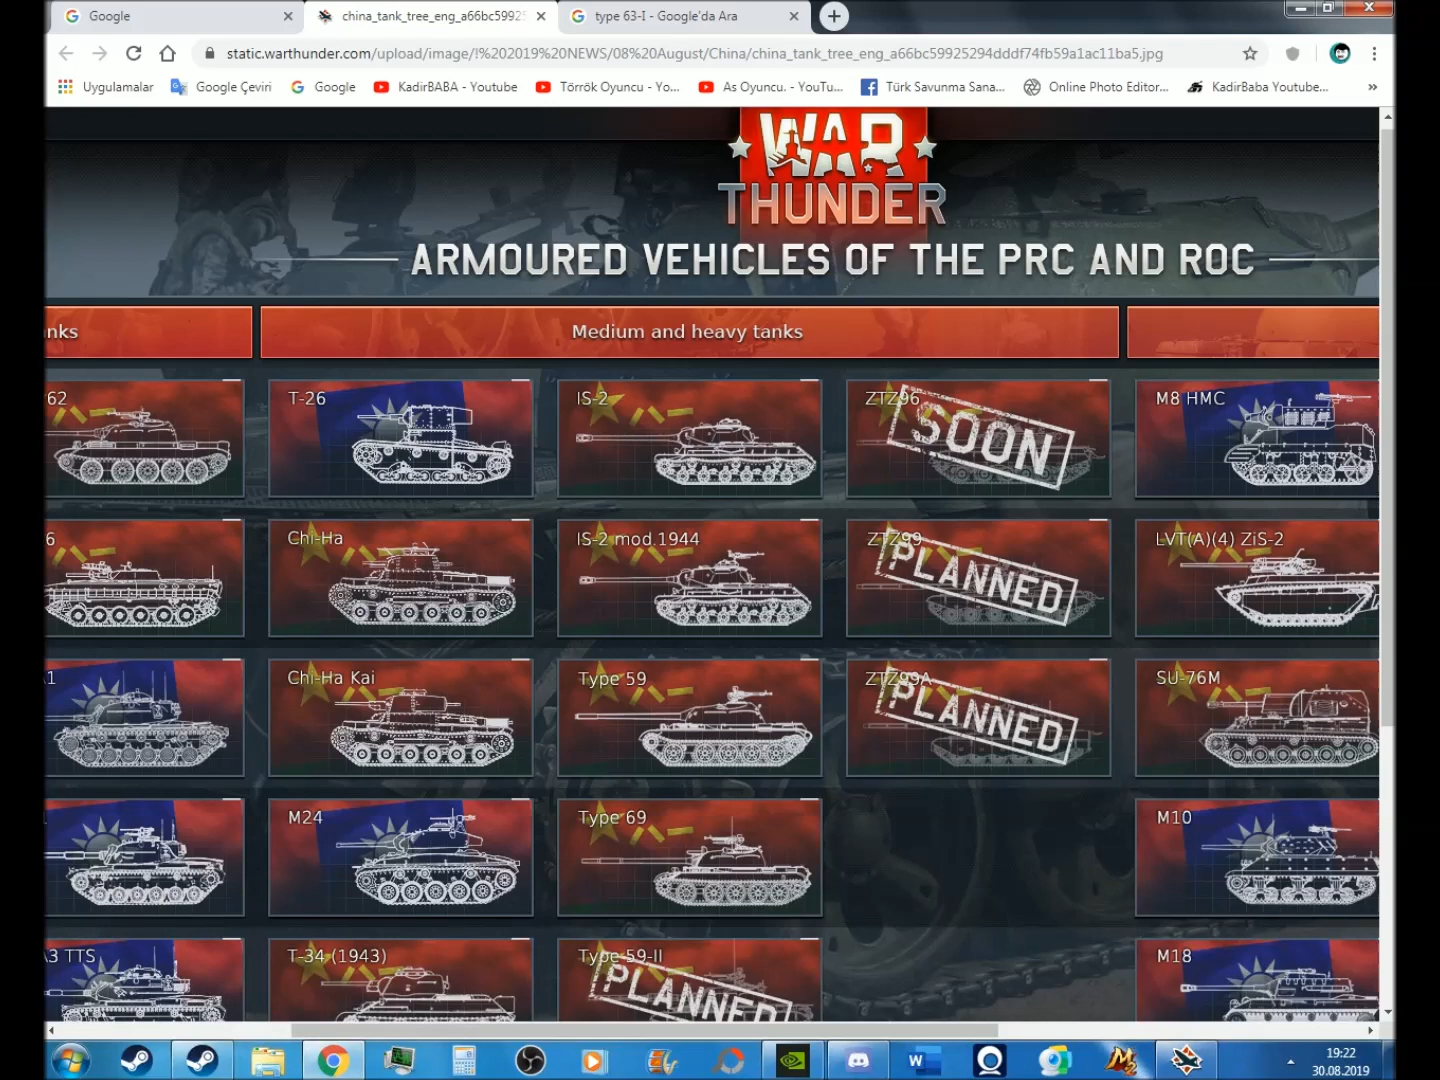 Google
china_tank_tree_eng_a66bc59925
type 63-I - Google'da Ara
static.warthunder.com/upload/image/!%202019%20NEWS/08%20August/China/china_tank_tree_eng_a66bc59925294dddf74fb59a1ac11ba5.jpg
Uygulamalar
Google Çeviri
Google
KadirBABA - Youtube
Törrök Oyuncu - Yo...
As Oyuncu. - YouTu...
Türk Savunma Sana...
Online Photo Editor...
KadirBaba Youtube...
WAR
THUNDER
ARMOURED VEHICLES OF THE PRC AND ROC
nks
Medium and heavy tanks
62
T-26
IS-2
ZTZ96
SOON
M8 HMC
6
Chi-Ha
IS-2 mod.1944
ZTZ99
PLANNED
LVT(A)(4) ZiS-2
1
Chi-Ha Kai
Type 59
ZTZ99A
PLANNED
SU-76M
M24
Type 69
M10
3 TTS
T-34 (1943)
Type 59-II
PLANNED
M18
19:22
30.08.2019